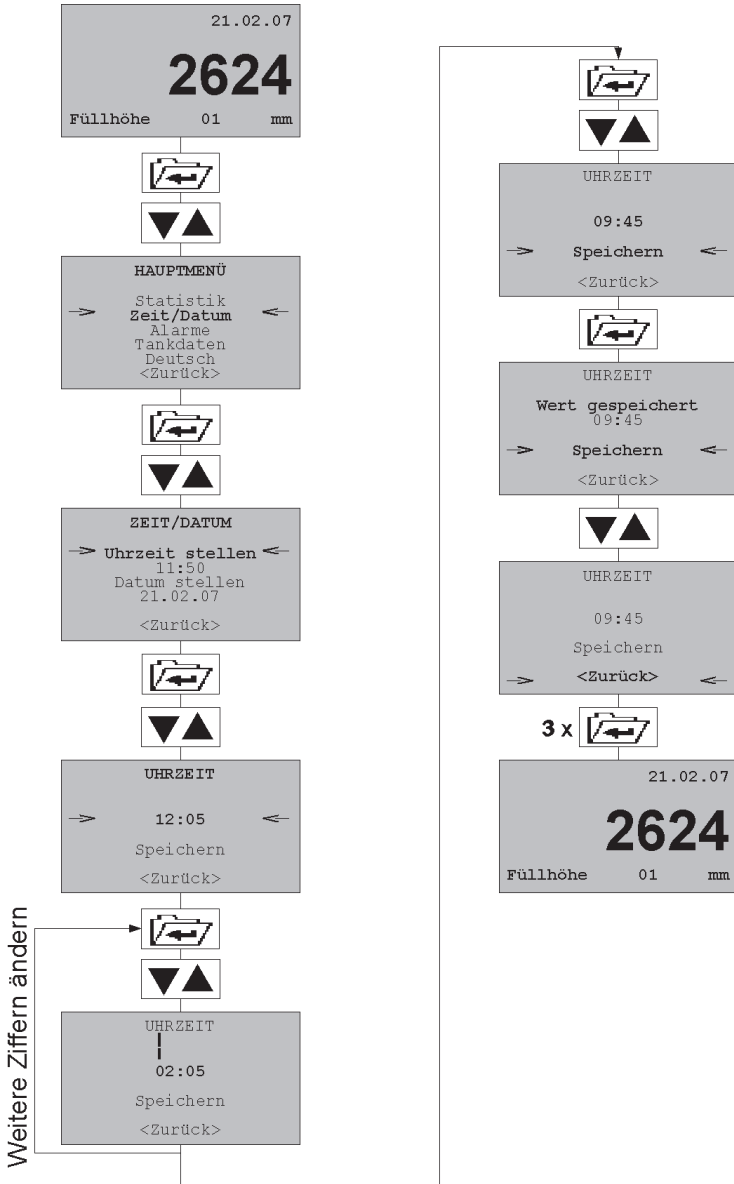 21.02.07
2624
Füllhöhe 01 mm
HAUPTMENÜ
Statistik
Zeit/Datum
Alarme
Tankdaten
Deutsch
<Zurück>
ZEIT/DATUM
Uhrzeit stellen
11:50
Datum stellen
21.02.07
<Zurück>
UHRZEIT
12:05
Speichern
<Zurück>
Weitere Ziffern ändern
UHRZEIT
02:05
Speichern
<Zurück>
UHRZEIT
09:45
Speichern
<Zurück>
UHRZEIT
Wert gespeichert
09:45
Speichern
<Zurück>
UHRZEIT
09:45
Speichern
<Zurück>
3 x
21.02.07
2624
Füllhöhe 01 mm